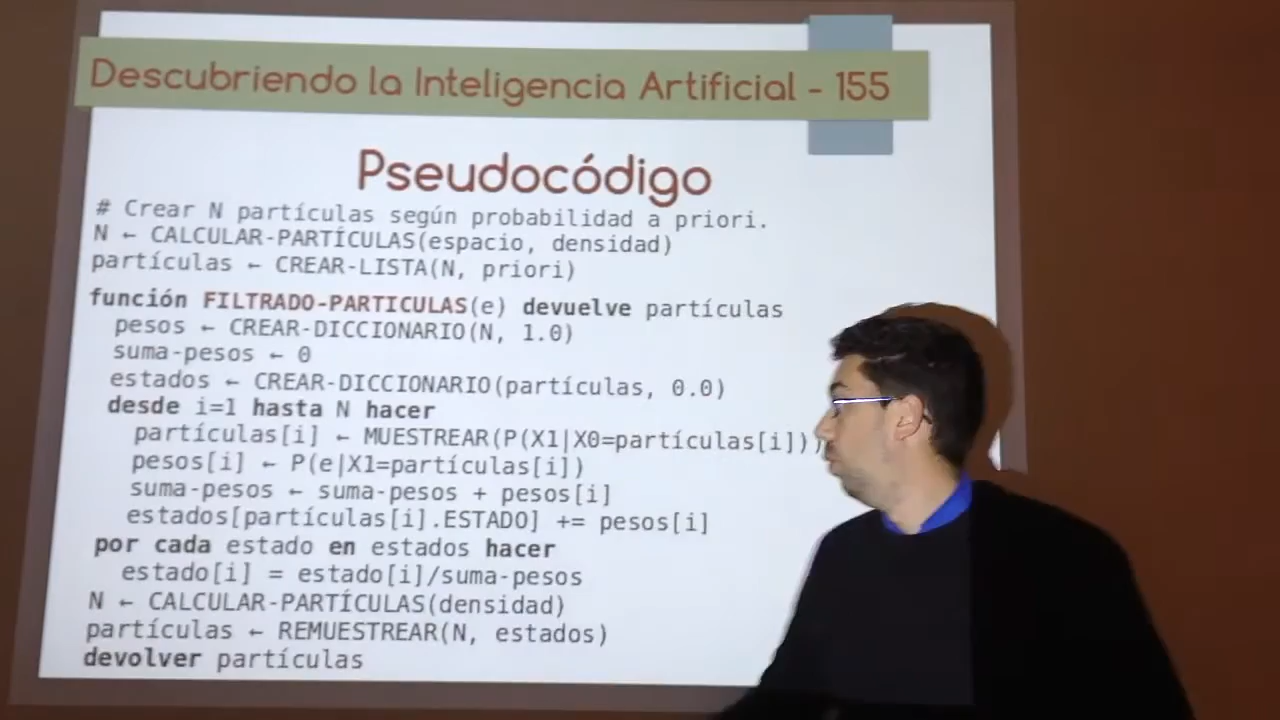 Descubriendo la Inteligencia Artificial - 155
Pseudocódigo
# Crear N partículas según probabilidad a priori.
N ← CALCULAR-PARTÍCULAS(espacio, densidad)
partículas ← CREAR-LISTA(N, priori)
función FILTRADO-PARTICULAS(e) devuelve partículas
pesos ← CREAR-DICCIONARIO(N, 1.0)
suma-pesos ← 0
estados ← CREAR-DICCIONARIO(partículas, 0.0)
desde i=1 hasta N hacer
partículas[i] ← MUESTREAR(P(X1|X0=partículas[i]))
pesos[i] ← P(e|X1=partículas[i])
suma-pesos ← suma-pesos + pesos[i]
estados[partículas[i].ESTADO] += pesos[i]
por cada estado en estados hacer
estado[i] = estado[i]/suma-pesos
N ← CALCULAR-PARTÍCULAS(densidad)
partículas ← REMUESTREAR(N, estados)
devolver partículas